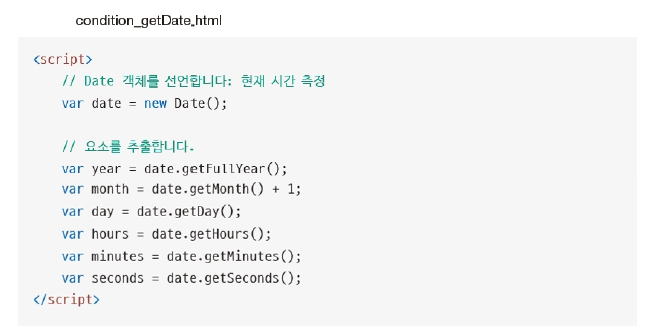 condition_getDate.html
<script>
// Date 객체를 선언합니다: 현재 시간 측정
var date = new Date();
// 요소를 추출합니다.
var year = date.getFullYear();
var month = date.getMonth() + 1;
var day = date.getDay();
var hours = date.getHours();
var minutes = date.getMinutes();
var seconds = date.getSeconds();
</script>